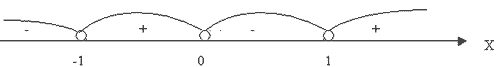 - + - + X
-1 0 1